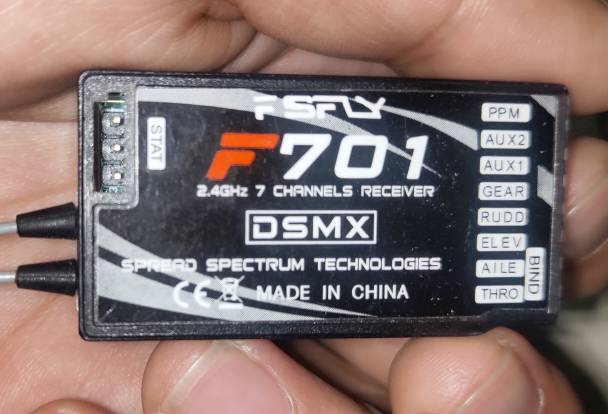 FSFLY
F701
2.4GHz 7 CHANNELS RECEIVER
DSMX
SPREAD SPECTRUM TECHNOLOGIES
CE MADE IN CHINA
STAT
PPM
AUX2
AUX1
GEAR
RUDD
ELEV
AILE
THRO
BIND